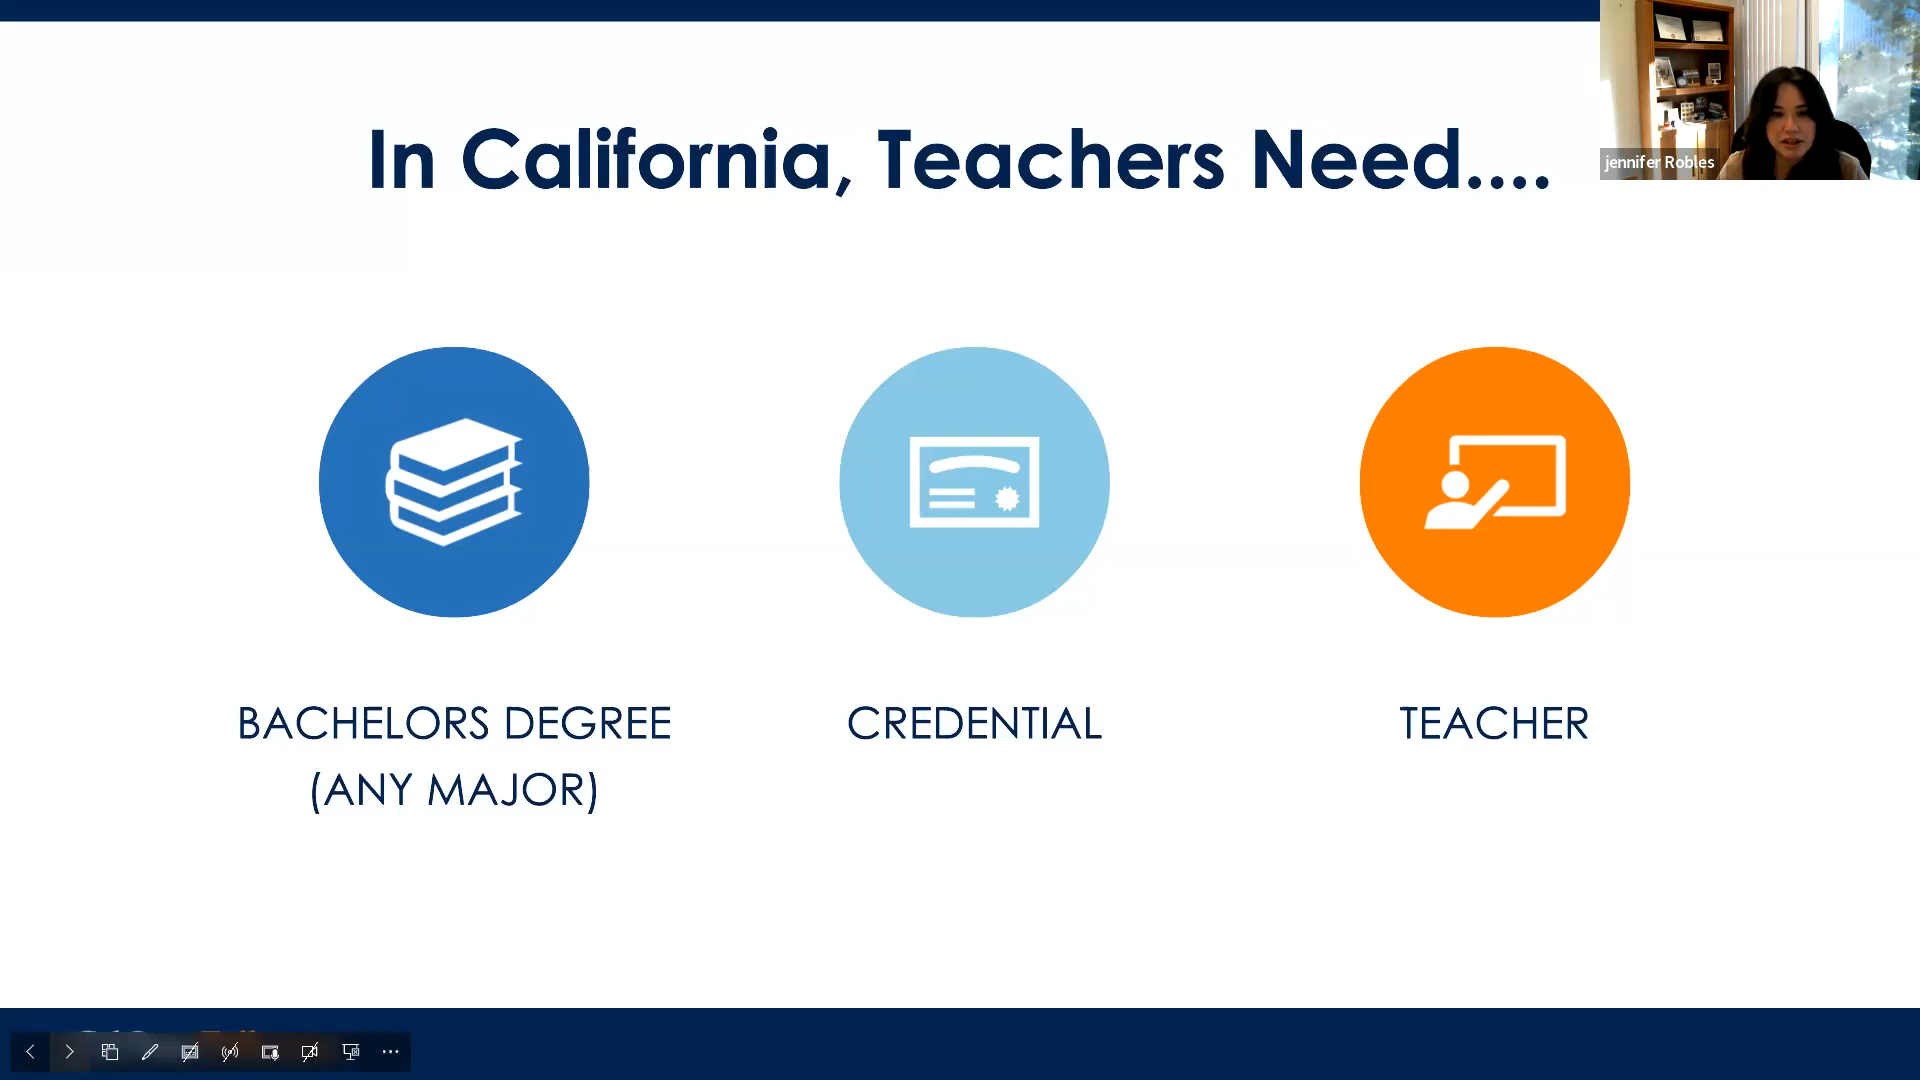 In California, Teachers Need....
jennifer Robles
BACHELORS DEGREE
(ANY MAJOR)
CREDENTIAL
TEACHER